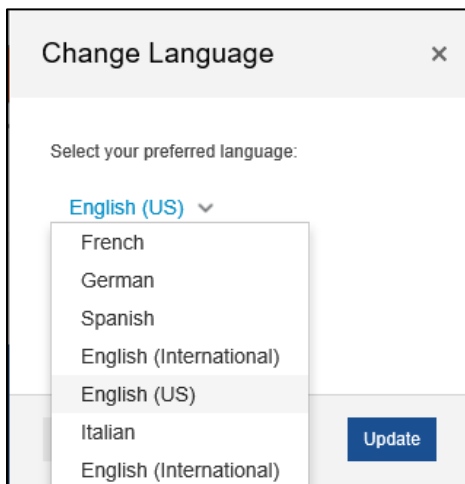 Change Language ×
Select your preferred language:
English (US)
French
German
Spanish
English (International)
English (US)
Italian
English (International)
Update